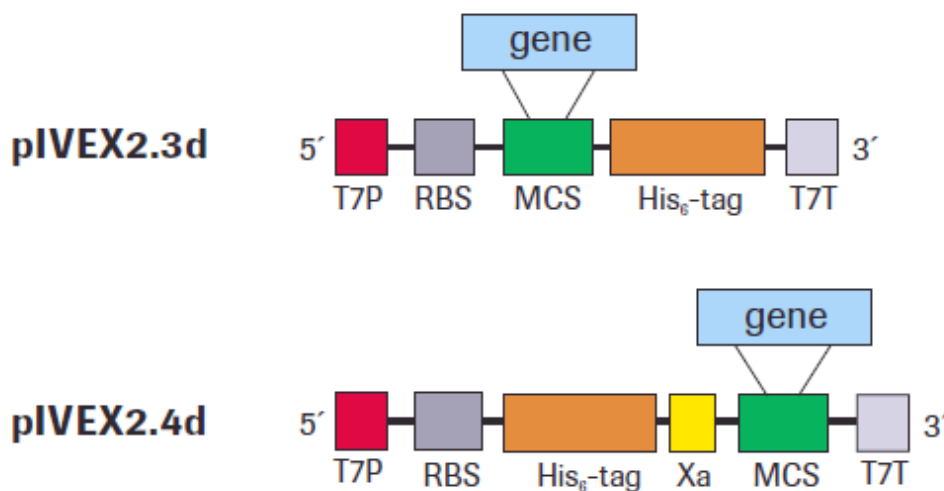 gene
pIVEX2.3d 5´ 3´
T7P RBS MCS His₆-tag T7T
gene
pIVEX2.4d 5´ 3´
T7P RBS His₆-tag Xa MCS T7T